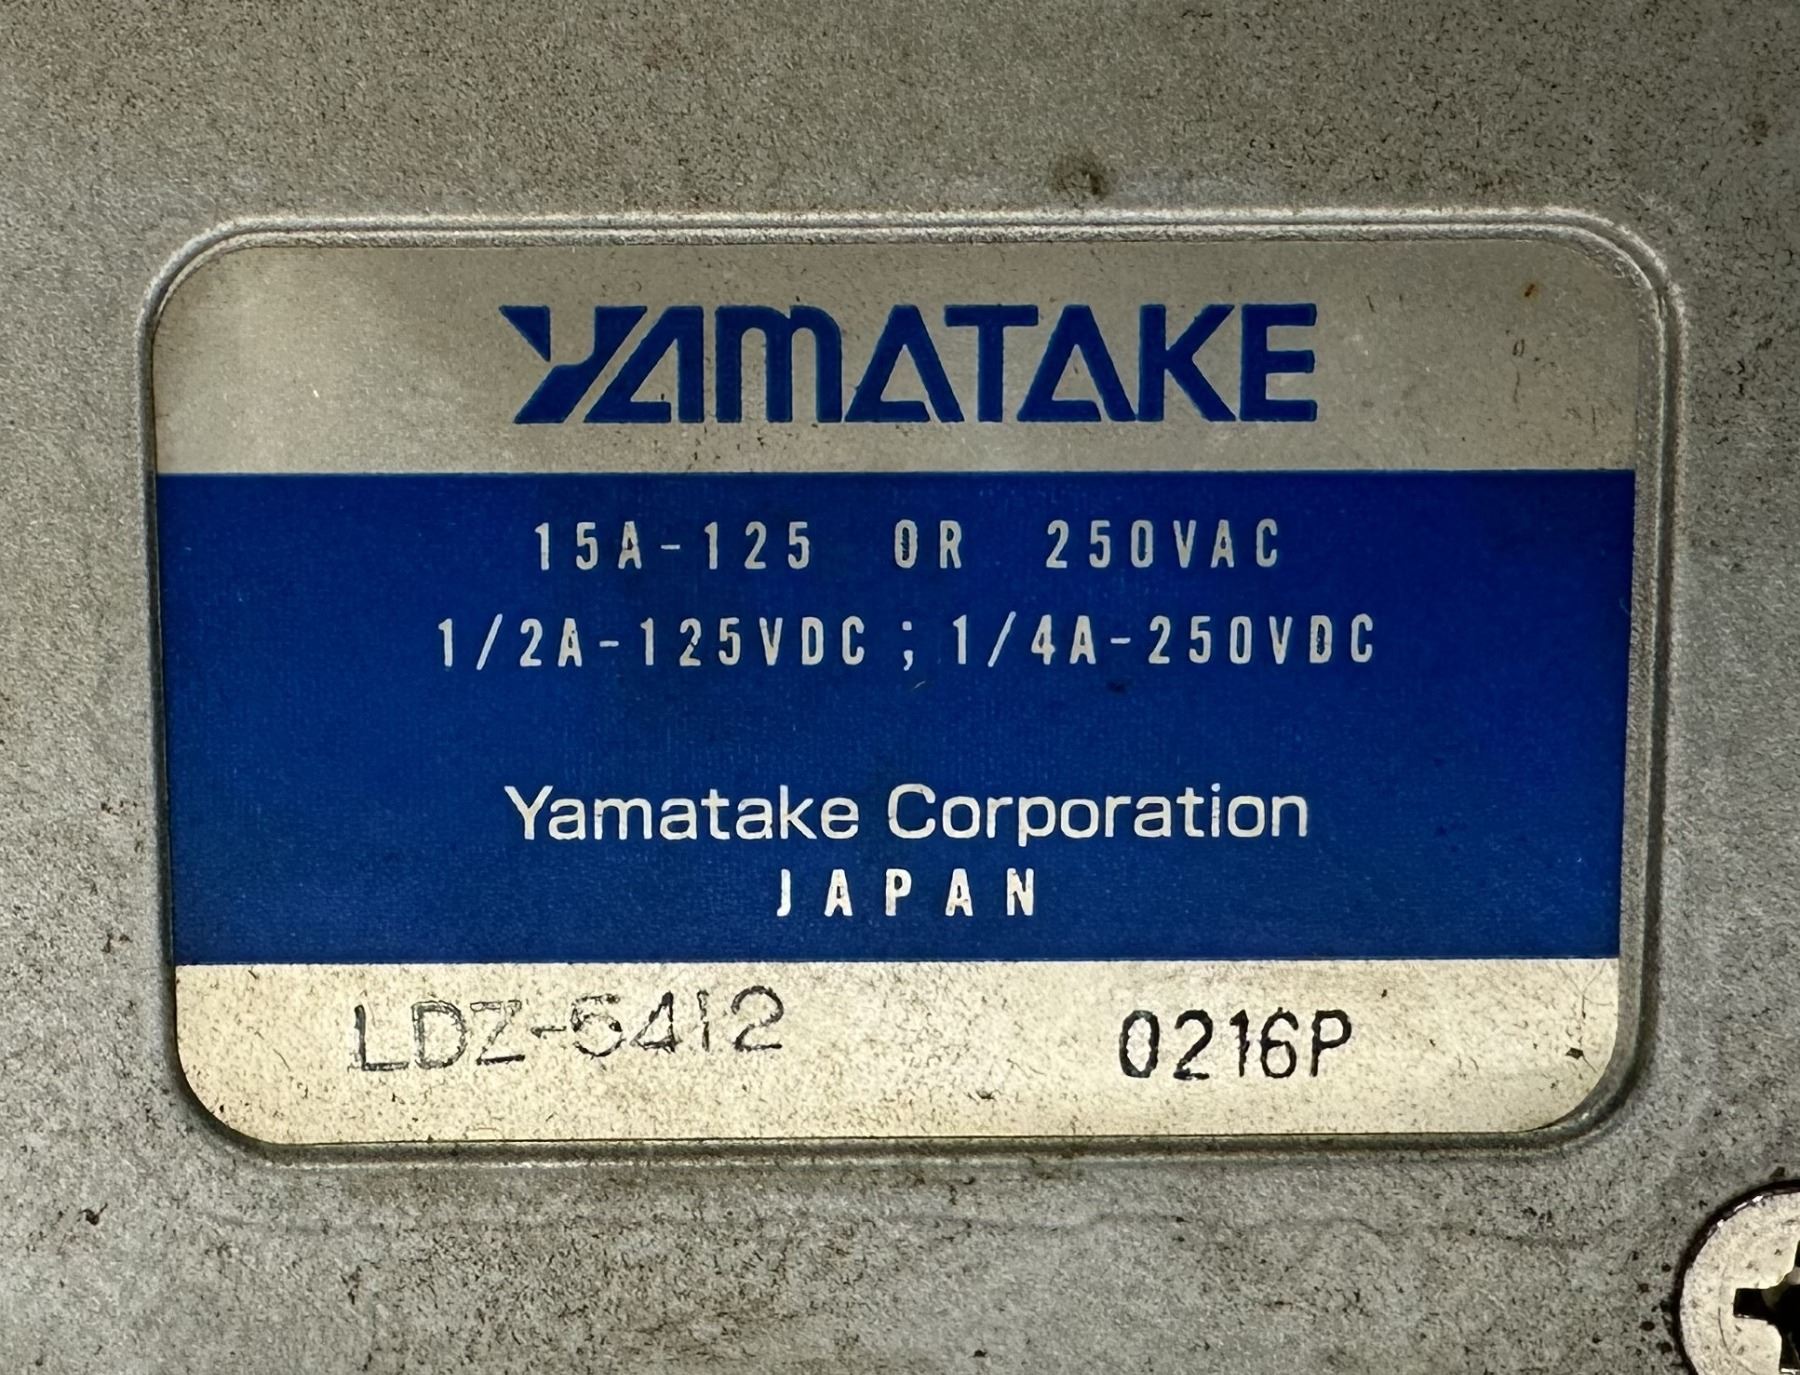 YAMATAKE
15A-125 OR 250VAC
1/2A-125VDC; 1/4A-250VDC
Yamatake Corporation
JAPAN
LDZ-5412 0216P